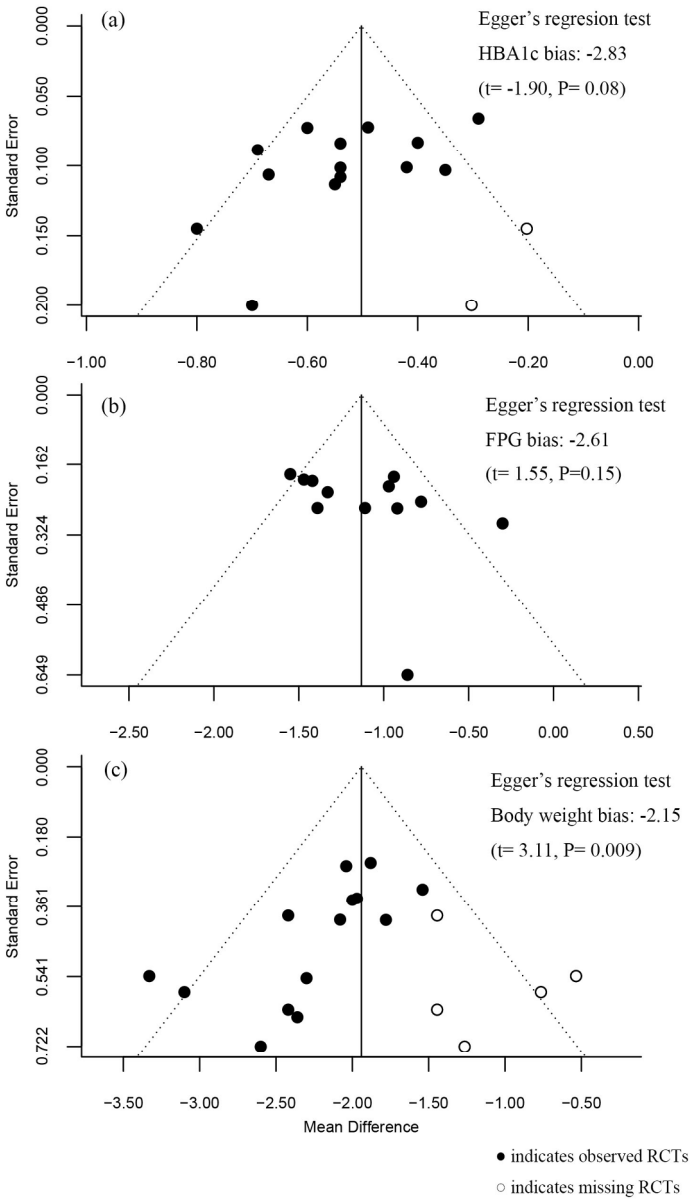 (a)
Egger’s regresion test
HBA1c bias: -2.83
(t= -1.90, P= 0.08)
Standard Error
0.000
0.050
0.100
0.150
0.200
−1.00 −0.80 −0.60 −0.40 −0.20 0.00
(b)
Egger’s regression test
FPG bias: -2.61
(t= 1.55, P=0.15)
Standard Error
0.000
0.162
0.324
0.486
0.649
−2.50 −2.00 −1.50 −1.00 −0.50 0.00 0.50
(c)
Egger’s regression test
Body weight bias: -2.15
(t= 3.11, P= 0.009)
Standard Error
0.000
0.180
0.361
0.541
0.722
−3.50 −3.00 −2.50 −2.00 −1.50 −1.00 −0.50
Mean Difference
indicates observed RCTs
indicates missing RCTs